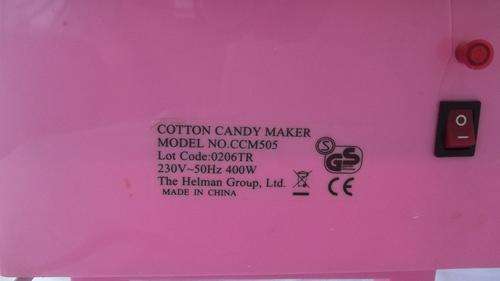 COTTON CANDY MAKER
MODEL NO.CCM505
Lot Code:0206TR
230V~50Hz 400W
The Helman Group, Ltd.
MADE IN CHINA
S
GS
CE